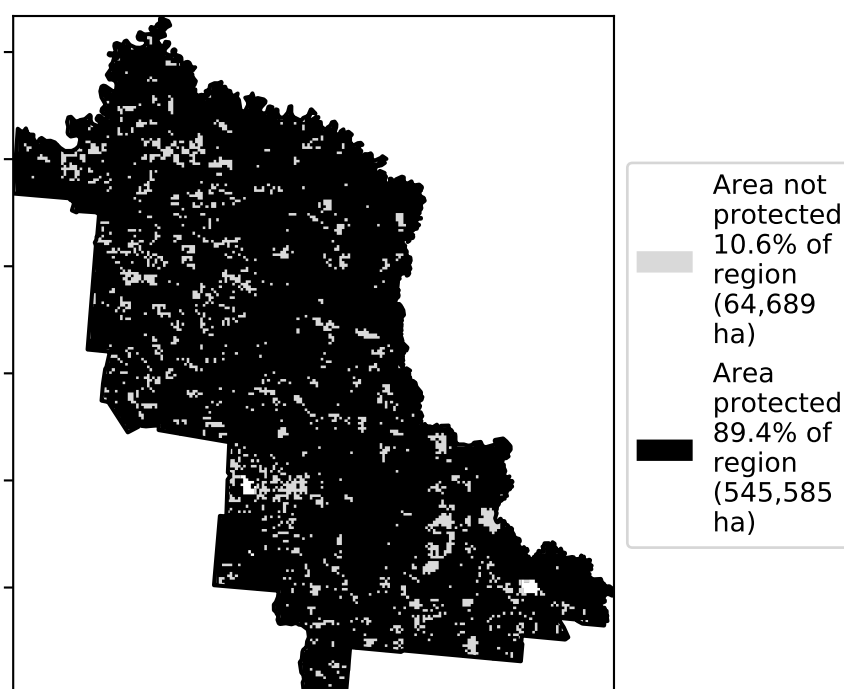 Area not
protected
10.6% of
region
(64,689
ha)
Area
protected
89.4% of
region
(545,585
ha)